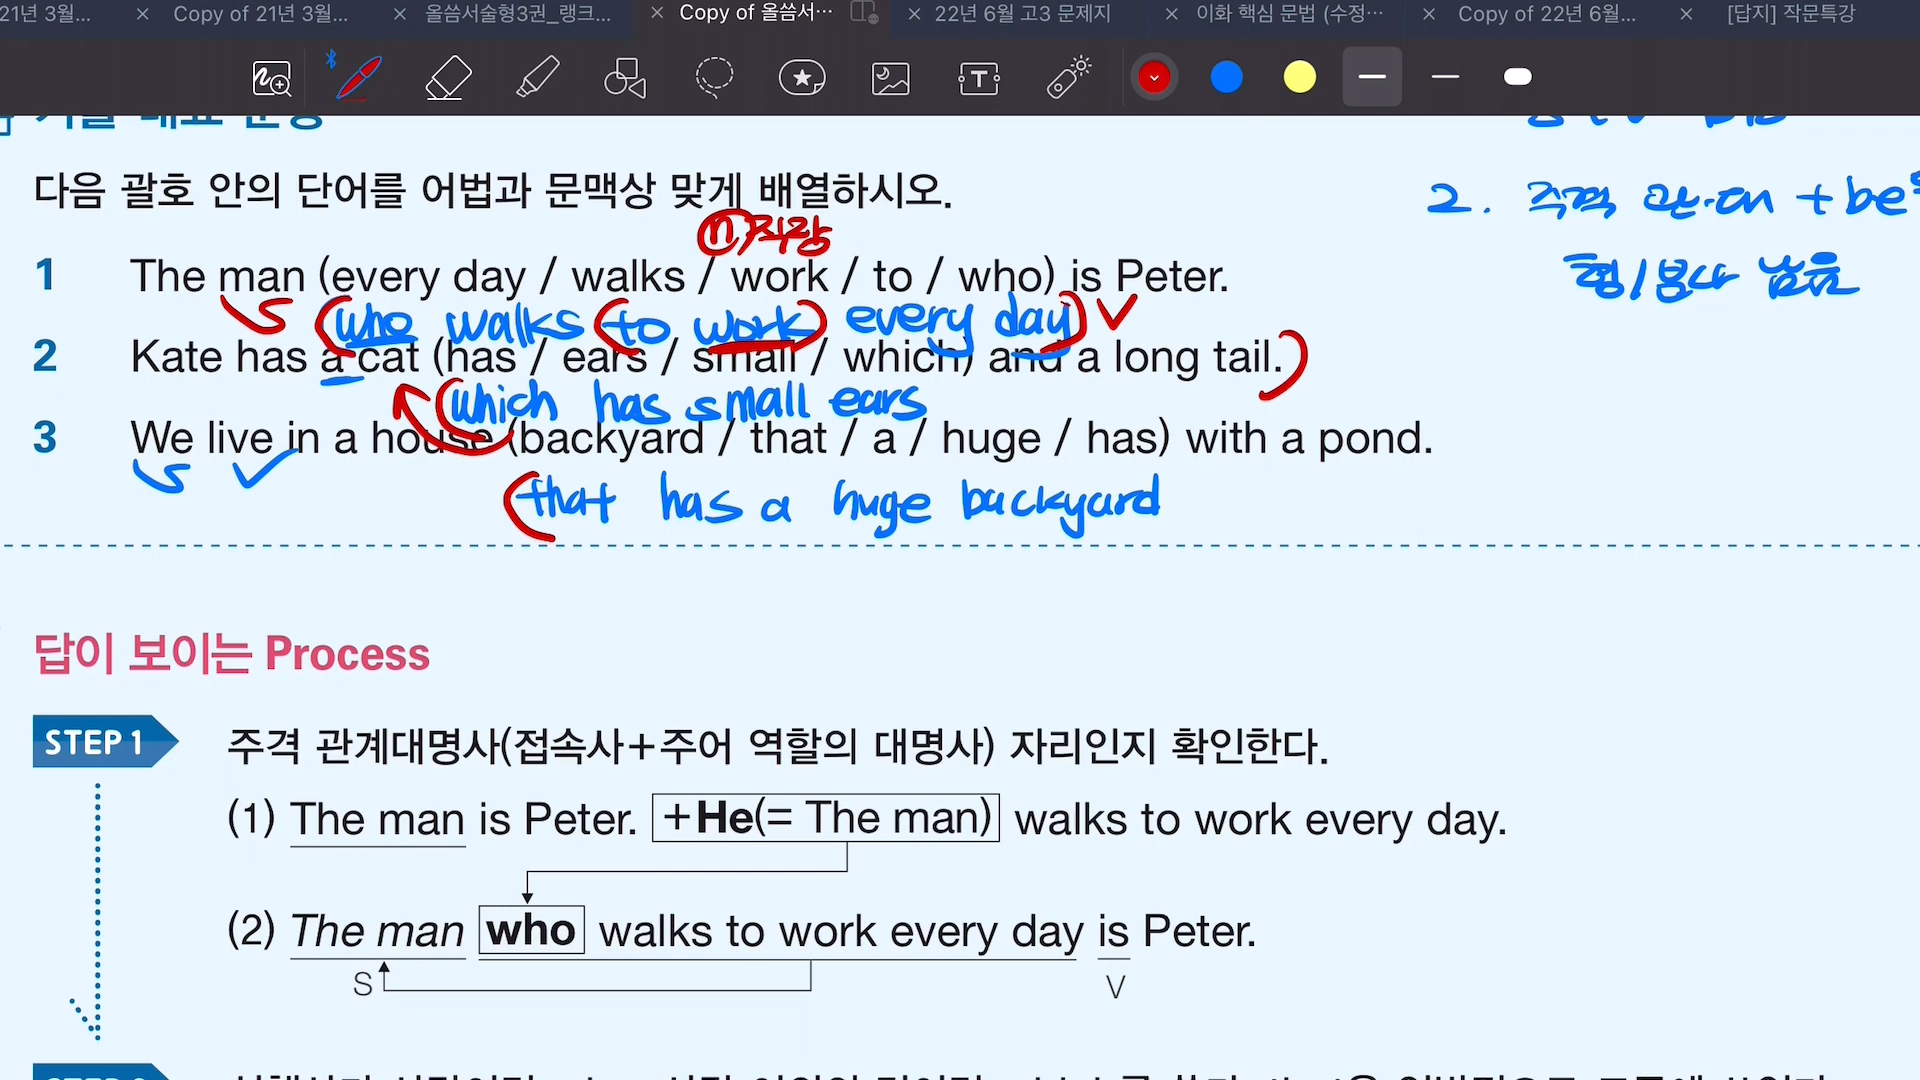 21년 3월... × Copy of 21년 3월... × 올씀서술형3권_랭크... × Copy of 올씀서... × 22년 6월 고3 문제지 × 이화 핵심 문법 (수정... × Copy of 22년 6월... × [답지] 작문특강
다음 괄호 안의 단어를 어법과 문맥상 맞게 배열하시오.
2. 주격 관.대 + be
형/분사 남음
ⓝ직장
1 The man (every day / walks / work / to / who) is Peter.
(who walks (to work) every day)
2 Kate has a cat (has / ears / small / which) and a long tail.)
(which has small ears
3 We live in a house (backyard / that / a / huge / has) with a pond.
(that has a huge backyard
답이 보이는 Process
STEP 1 주격 관계대명사(접속사+주어 역할의 대명사) 자리인지 확인한다.
(1) The man is Peter. +He(= The man) walks to work every day.
(2) The man who walks to work every day is Peter.
S V